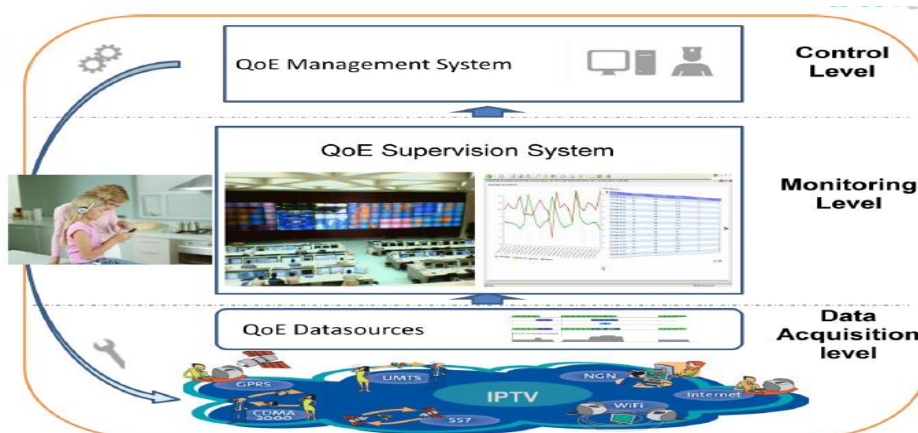 QoE Management System
Control
Level
QoE Supervision System
Monitoring
Level
QoE Datasources
Data
Acquisition
level
GPRS
UMTS
NGN
IPTV
Internet
CDMA
2000
SS7
WiFi